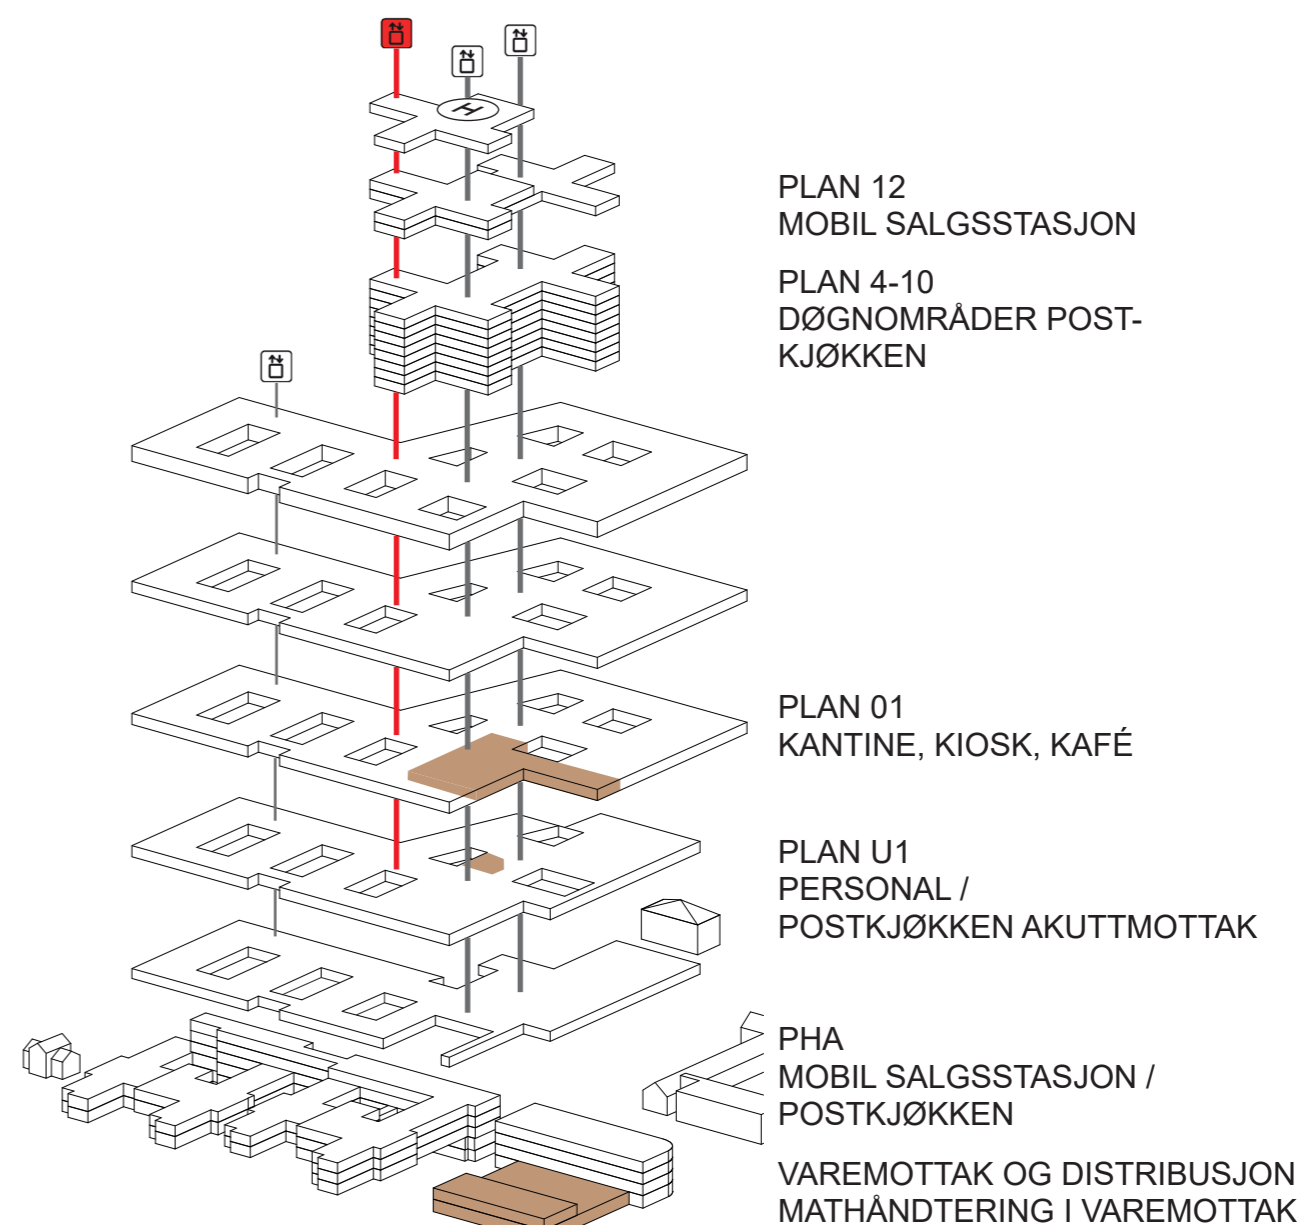 H
PLAN 12
MOBIL SALGSSTASJON
PLAN 4-10
DØGNOMRÅDER POST-
KJØKKEN
PLAN 01
KANTINE, KIOSK, KAFÉ
PLAN U1
PERSONAL /
POSTKJØKKEN AKUTTMOTTAK
PHA
MOBIL SALGSSTASJON /
POSTKJØKKEN
VAREMOTTAK OG DISTRIBUSJON
MATHÅNDTERING I VAREMOTTAK